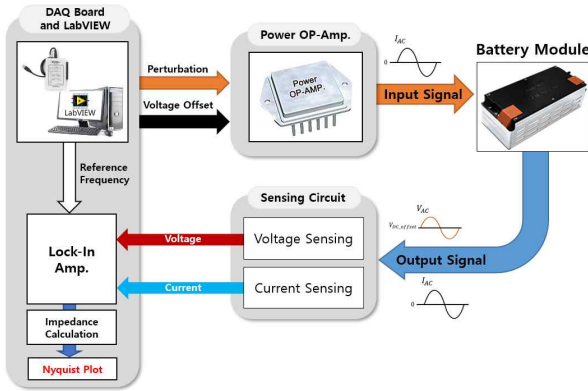 DAQ Board
and LabVIEW
LabVIEW
Perturbation
Voltage Offset
Power OP-Amp.
Power
OP-AMP.
I_AC
0
Input Signal
Battery Module
Reference
Frequency
Lock-In
Amp.
Voltage
Current
Sensing Circuit
Voltage Sensing
Current Sensing
V_AC
V_DC_offset
Output Signal
I_AC
0
Impedance
Calculation
Nyquist Plot